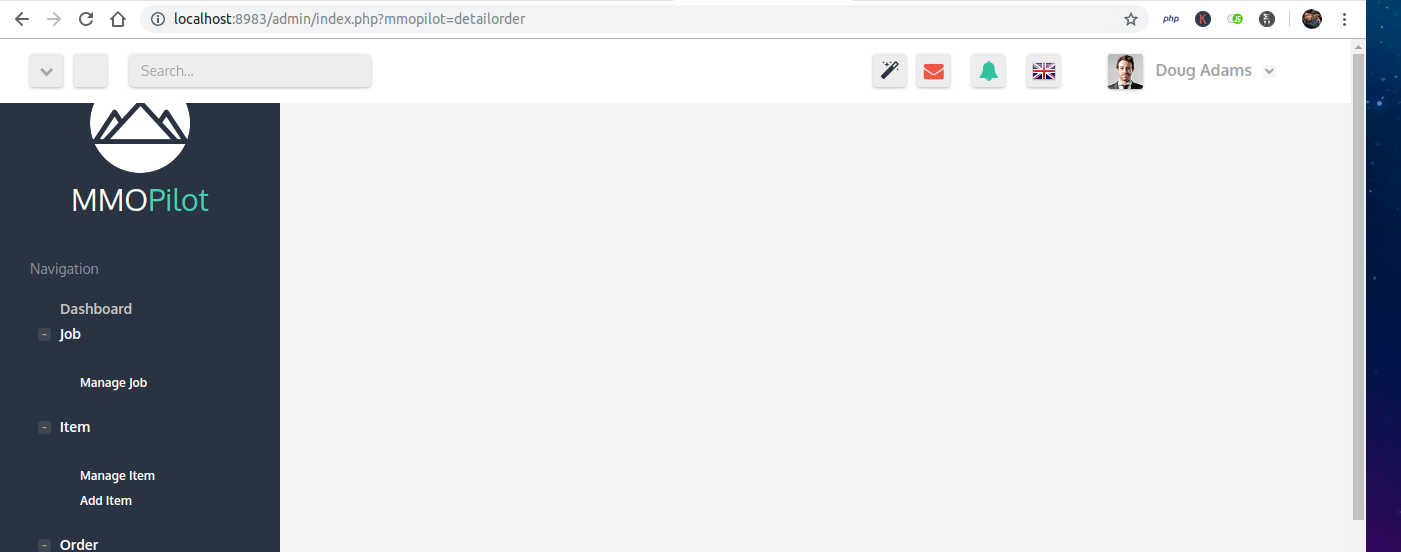 localhost:8983/admin/index.php?mmopilot=detailorder
php
K
JS
Search...
Doug Adams
MMOPilot
Navigation
Dashboard
- Job
Manage Job
- Item
Manage Item
Add Item
- Order